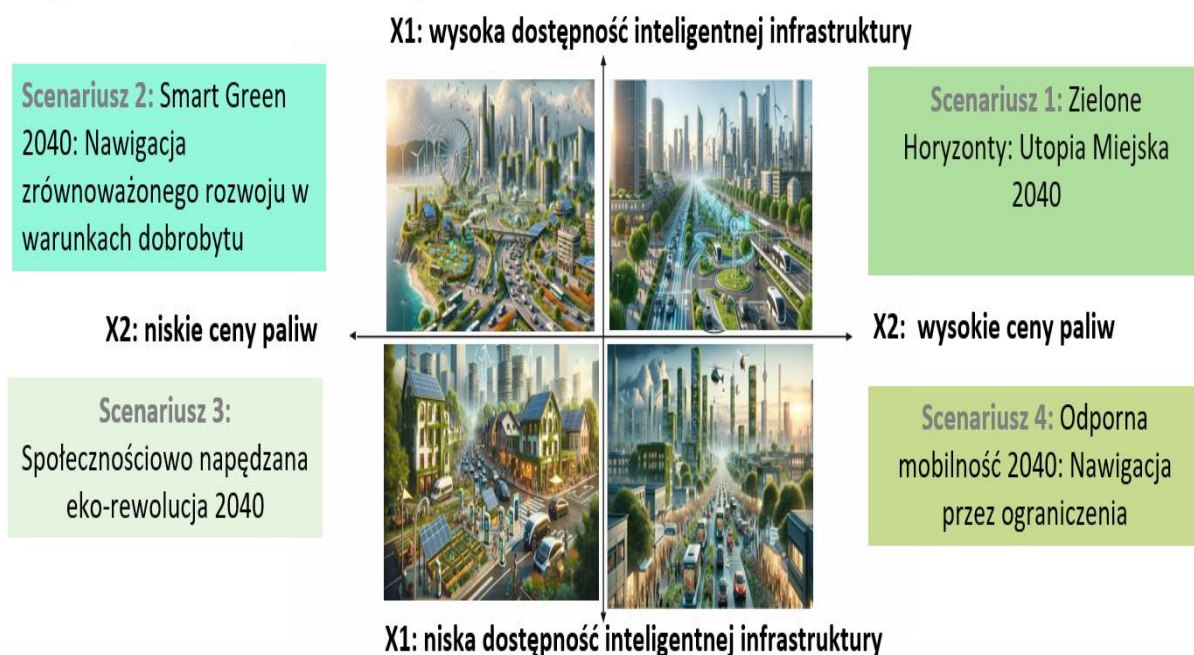 X1: wysoka dostępność inteligentnej infrastruktury
Scenariusz 2: Smart Green
2040: Nawigacja
zrównoważonego rozwoju w
warunkach dobrobytu
Scenariusz 1: Zielone
Horyzonty: Utopia Miejska
2040
X2: niskie ceny paliw
X2: wysokie ceny paliw
Scenariusz 3:
Społecznościowo napędzana
eko-rewolucja 2040
Scenariusz 4: Odporna
mobilność 2040: Nawigacja
przez ograniczenia
X1: niska dostępność inteligentnej infrastruktury